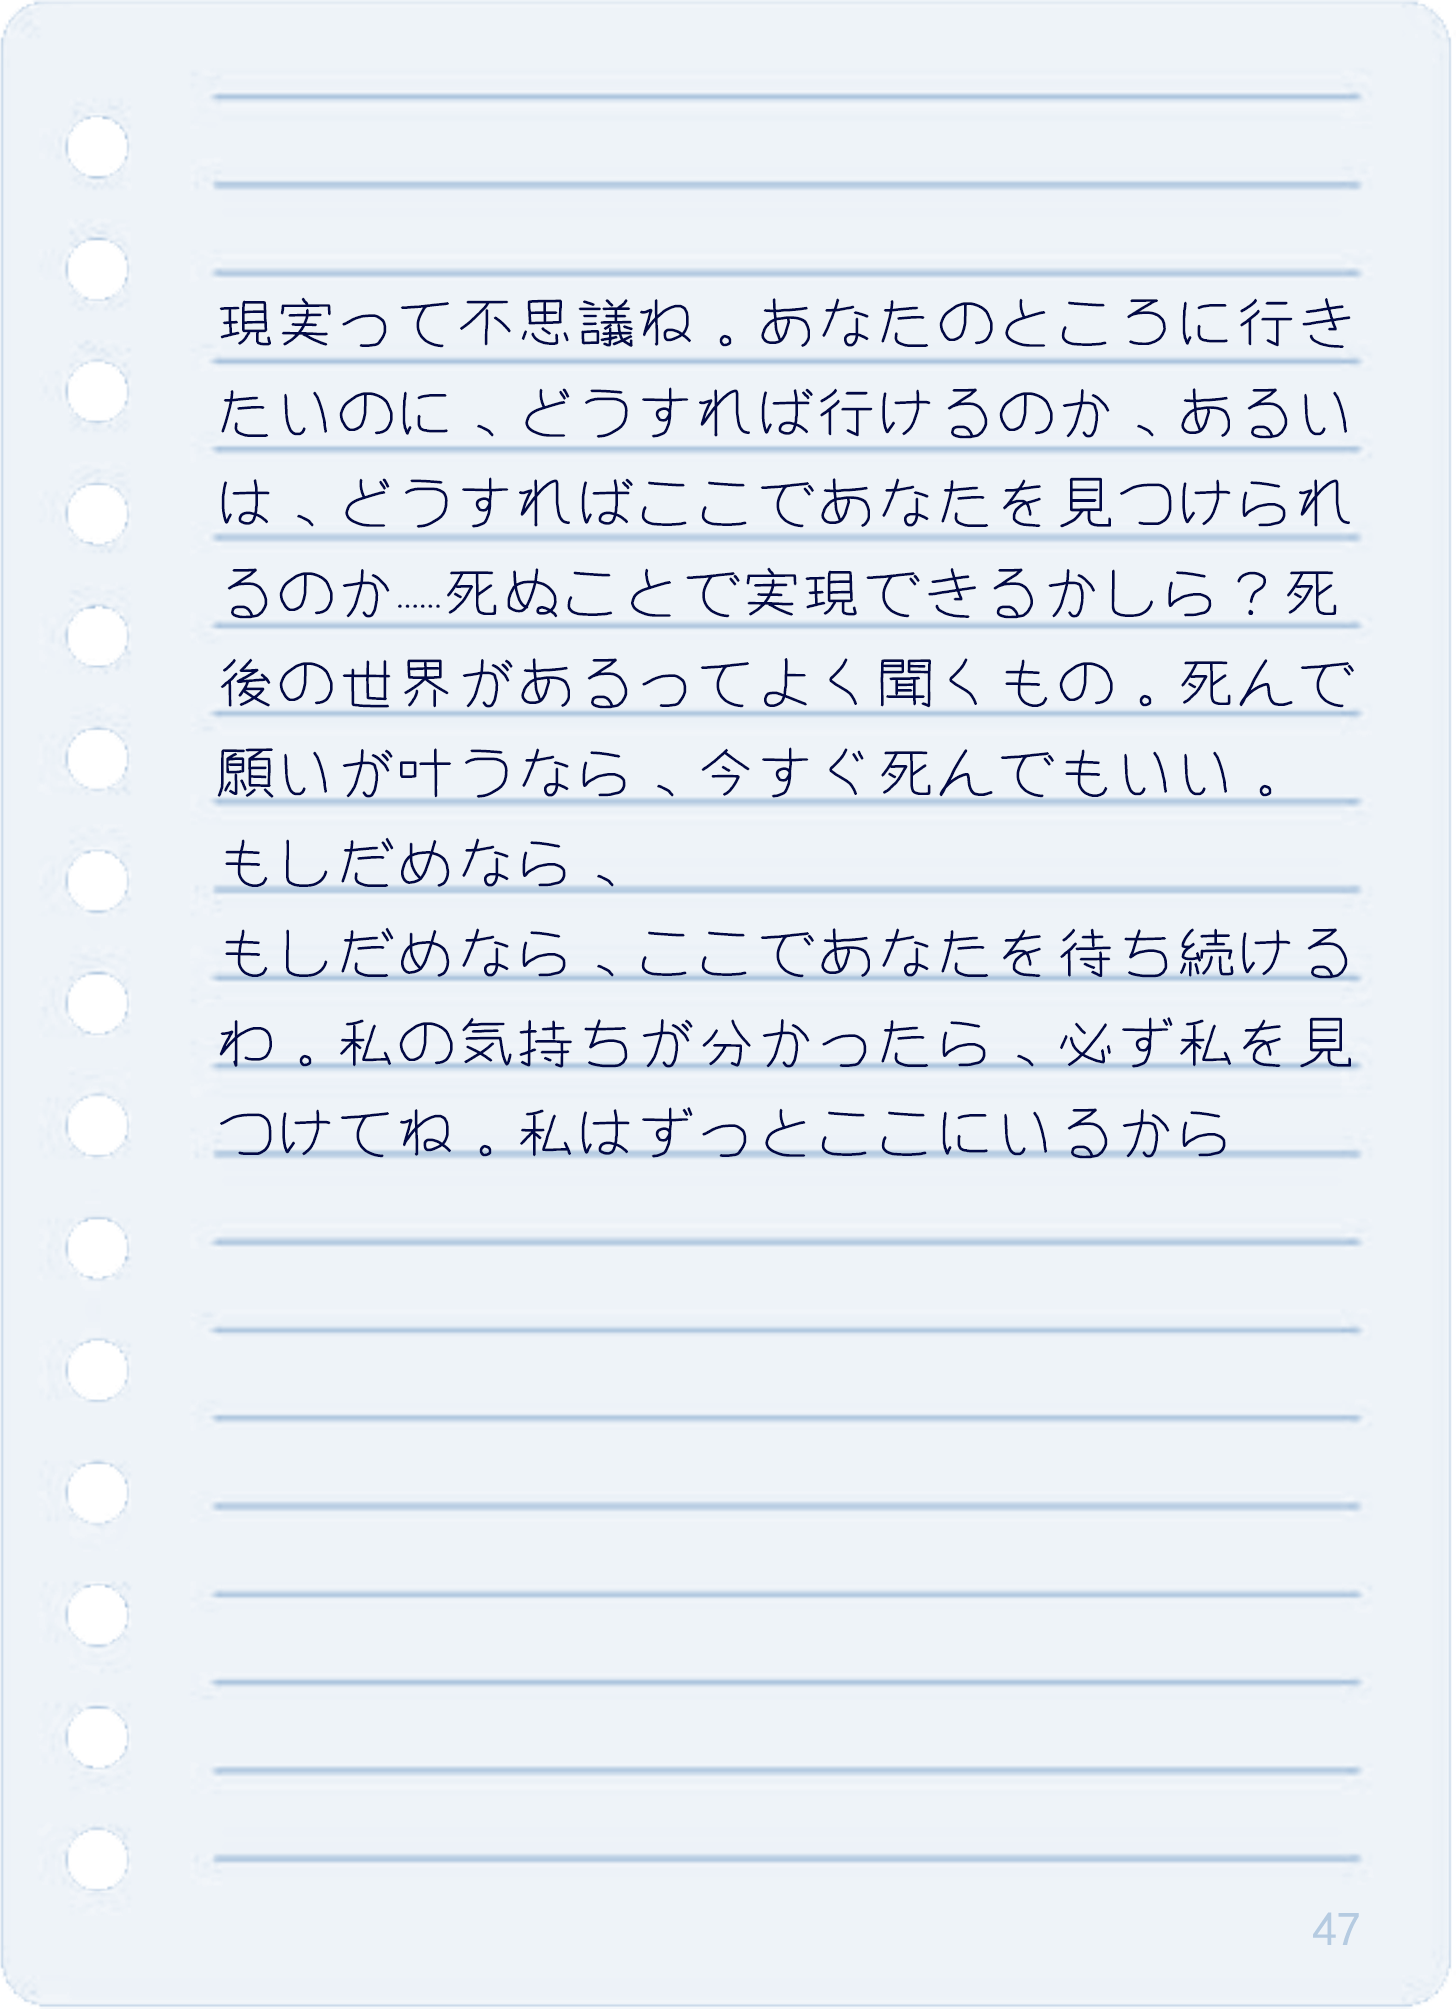 現実って不思議ね。あなたのところに行き
たいのに、どうすれば行けるのか、あるい
は、どうすればここであなたを見つけられ
るのか……死ぬことで実現できるかしら？死
後の世界があるってよく聞くもの。死んで
願いが叶うなら、今すぐ死んでもいい。
もしだめなら、
もしだめなら、ここであなたを待ち続ける
わ。私の気持ちが分かったら、必ず私を見
つけてね。私はずっとここにいるから
47